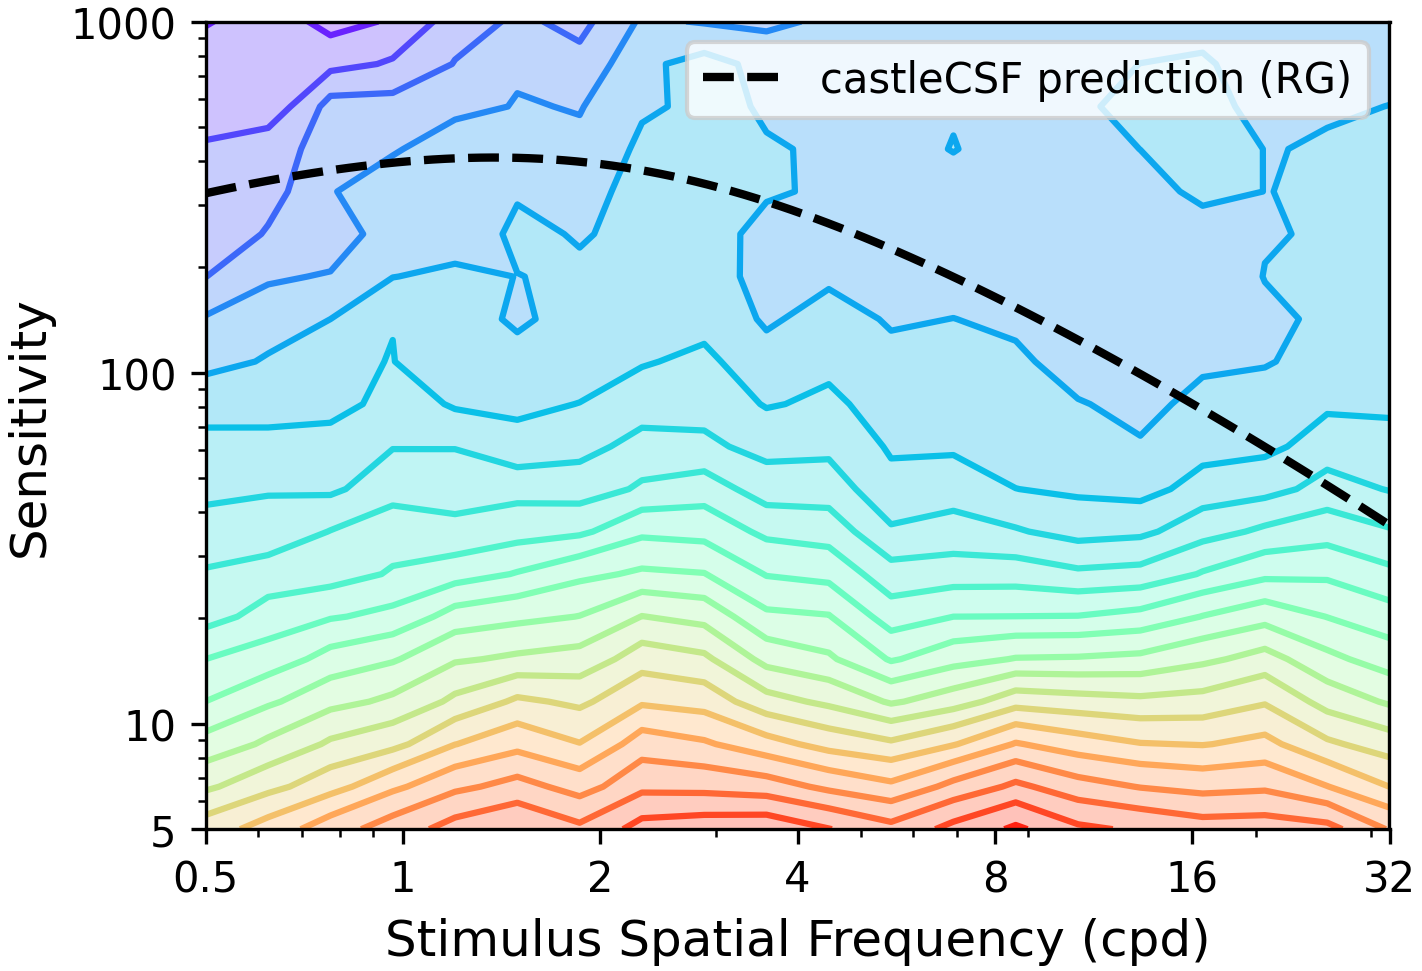 1000
castleCSF prediction (RG)
Sensitivity
100
10
5
0.5 1 2 4 8 16 32
Stimulus Spatial Frequency (cpd)